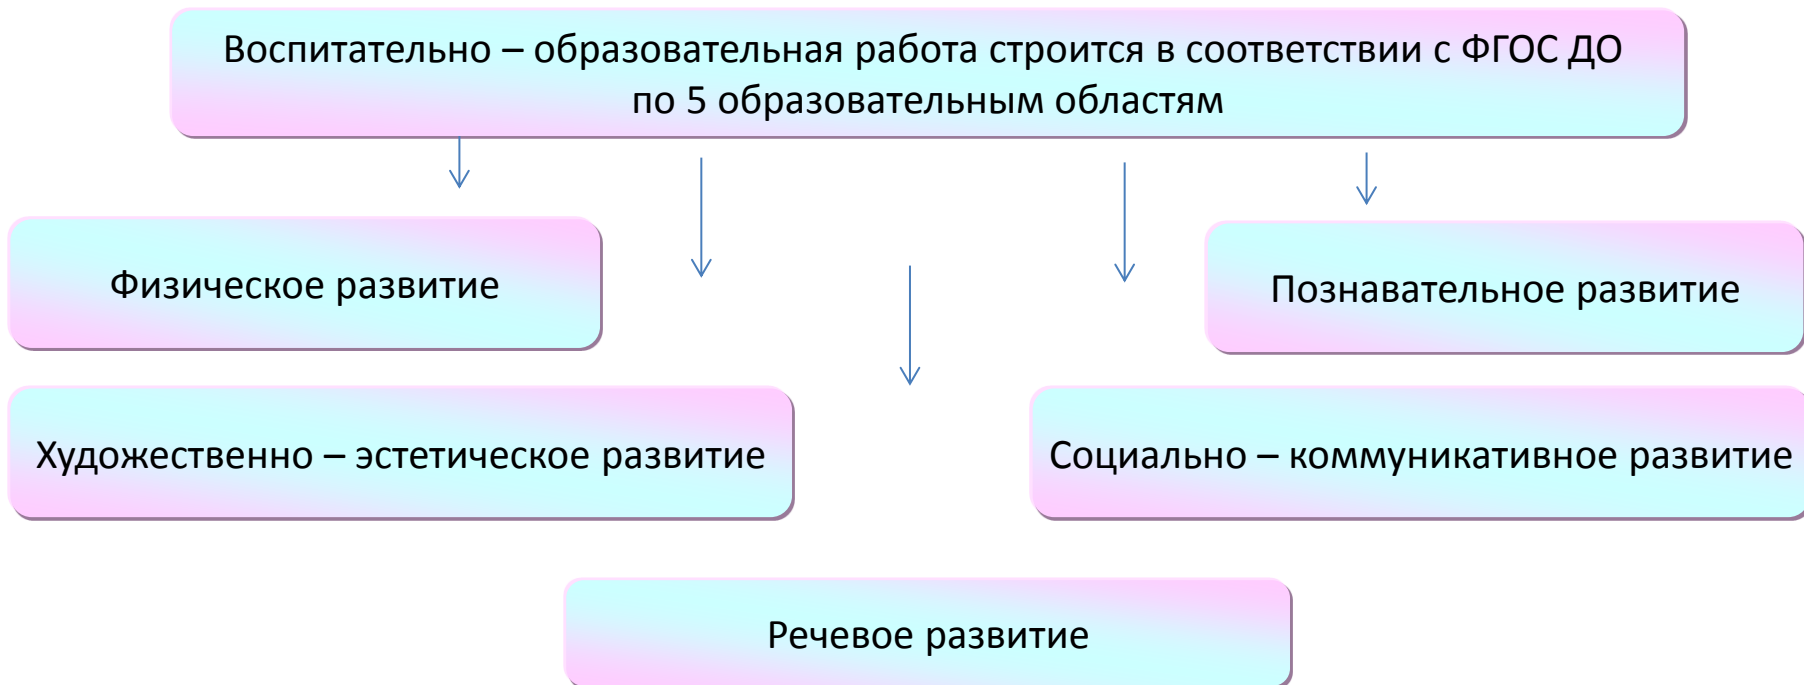 Воспитательно – образовательная работа строится в соответствии с ФГОС ДО
по 5 образовательным областям
Физическое развитие
Познавательное развитие
Художественно – эстетическое развитие
Социально – коммуникативное развитие
Речевое развитие